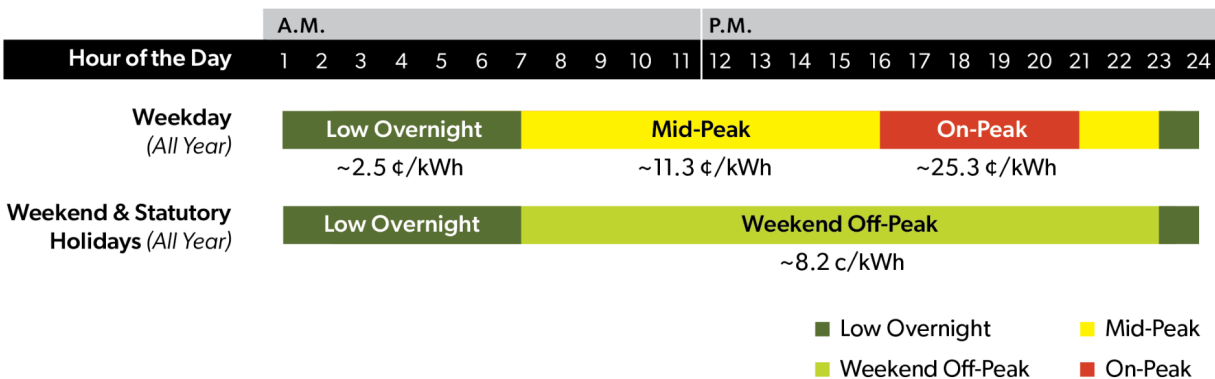 A.M. P.M.
Hour of the Day 1 2 3 4 5 6 7 8 9 10 11 12 13 14 15 16 17 18 19 20 21 22 23 24
Weekday
(All Year)
Low Overnight Mid-Peak On-Peak
~2.5 ¢/kWh ~11.3 ¢/kWh ~25.3 ¢/kWh
Weekend & Statutory
Holidays (All Year)
Low Overnight Weekend Off-Peak
~8.2 c/kWh
Low Overnight Mid-Peak
Weekend Off-Peak On-Peak